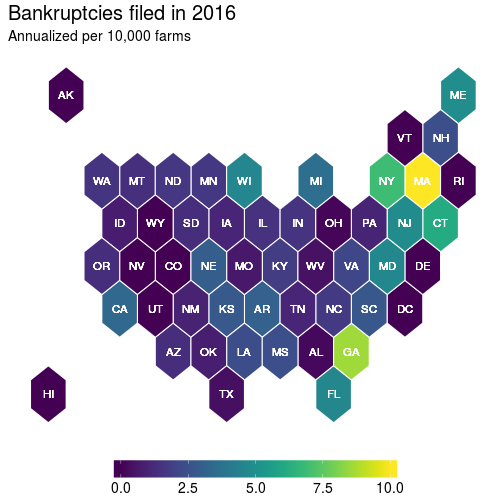 Bankruptcies filed in 2016
Annualized per 10,000 farms
AK ME
VT NH
WA MT ND MN WI MI NY MA RI
ID WY SD IA IL IN OH PA NJ CT
OR NV CO NE MO KY WV VA MD DE
CA UT NM KS AR TN NC SC DC
AZ OK LA MS AL GA
HI TX FL
0.0 2.5 5.0 7.5 10.0